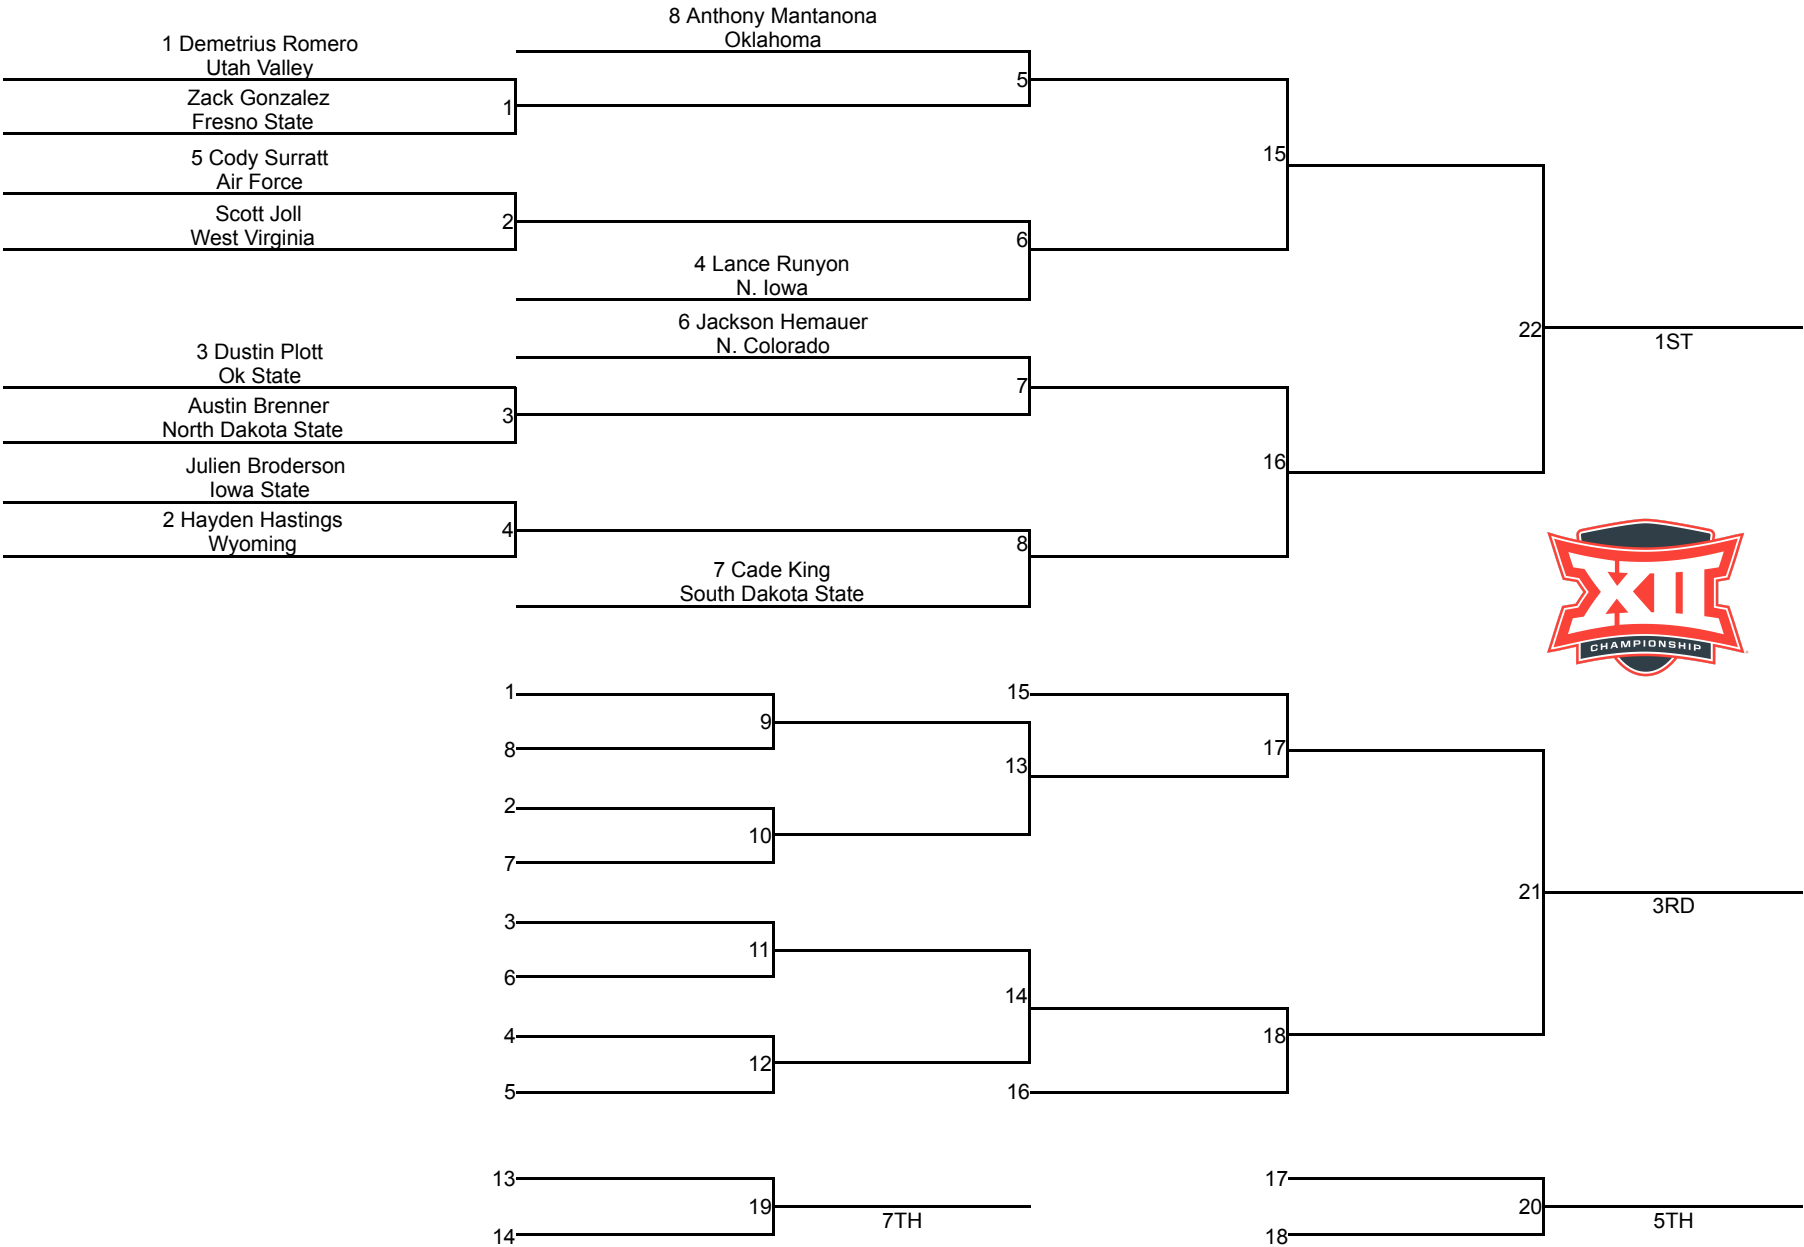 8 Anthony Mantanona
Oklahoma
1 Demetrius Romero
Utah Valley
5
Zack Gonzalez
Fresno State
1
5 Cody Surratt
Air Force
15
Scott Joll
West Virginia
2
6
4 Lance Runyon
N. Iowa
6 Jackson Hemauer
N. Colorado
22
1ST
3 Dustin Plott
Ok State
7
Austin Brenner
North Dakota State
3
Julien Broderson
Iowa State
16
2 Hayden Hastings
Wyoming
4
8
7 Cade King
South Dakota State
XII
CHAMPIONSHIP
1
15
9
8
17
13
2
10
7
21
3RD
3
11
6
14
4
18
12
5
16
13
17
19
7TH
20
5TH
14
18